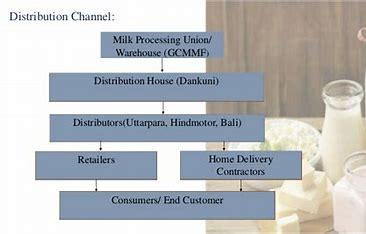 Distribution Channel:
Milk Processing Union/
Warehouse (GCMMF)
Distribution House (Dankuni)
Distributors(Uttarpara, Hindmotor, Bali)
Retailers
Home Delivery
Contractors
Consumers/ End Customer